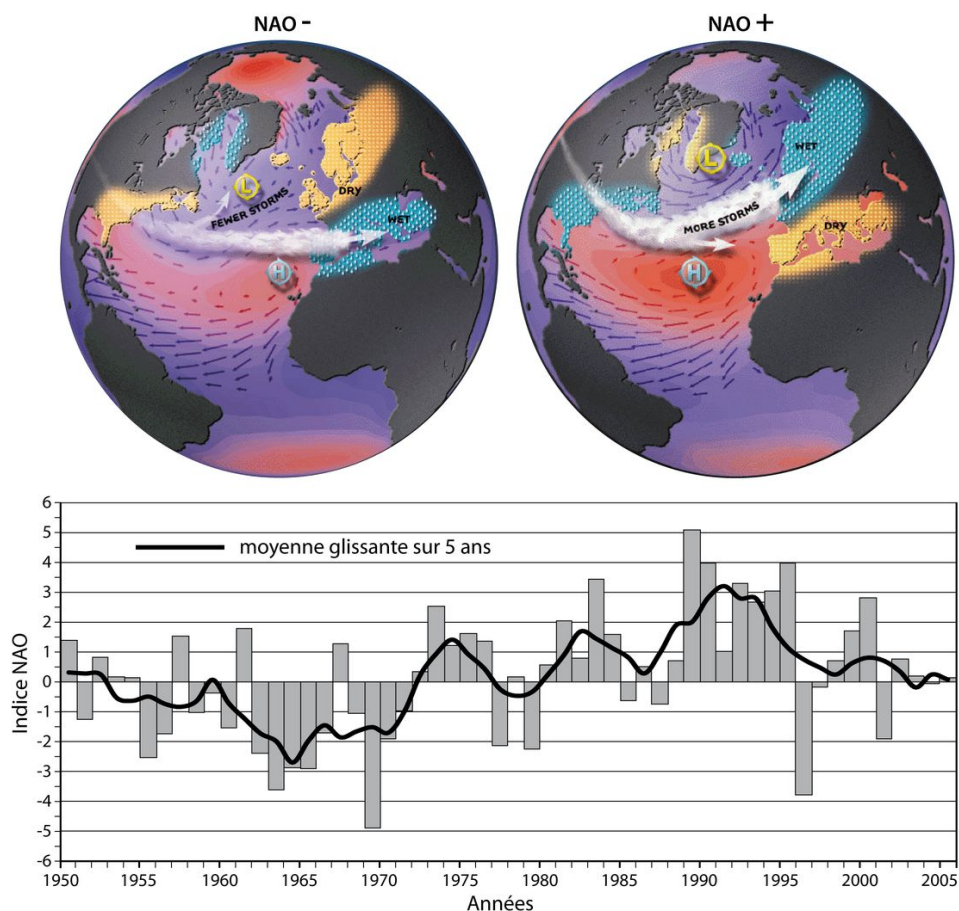 NAO -
NAO +
L
FEWER STORMS
DRY
WET
H
L
WET
MORE STORMS
DRY
H
6
5
4
3
2
1
0
-1
-2
-3
-4
-5
-6
Indice NAO
moyenne glissante sur 5 ans
1950 1955 1960 1965 1970 1975 1980 1985 1990 1995 2000 2005
Années